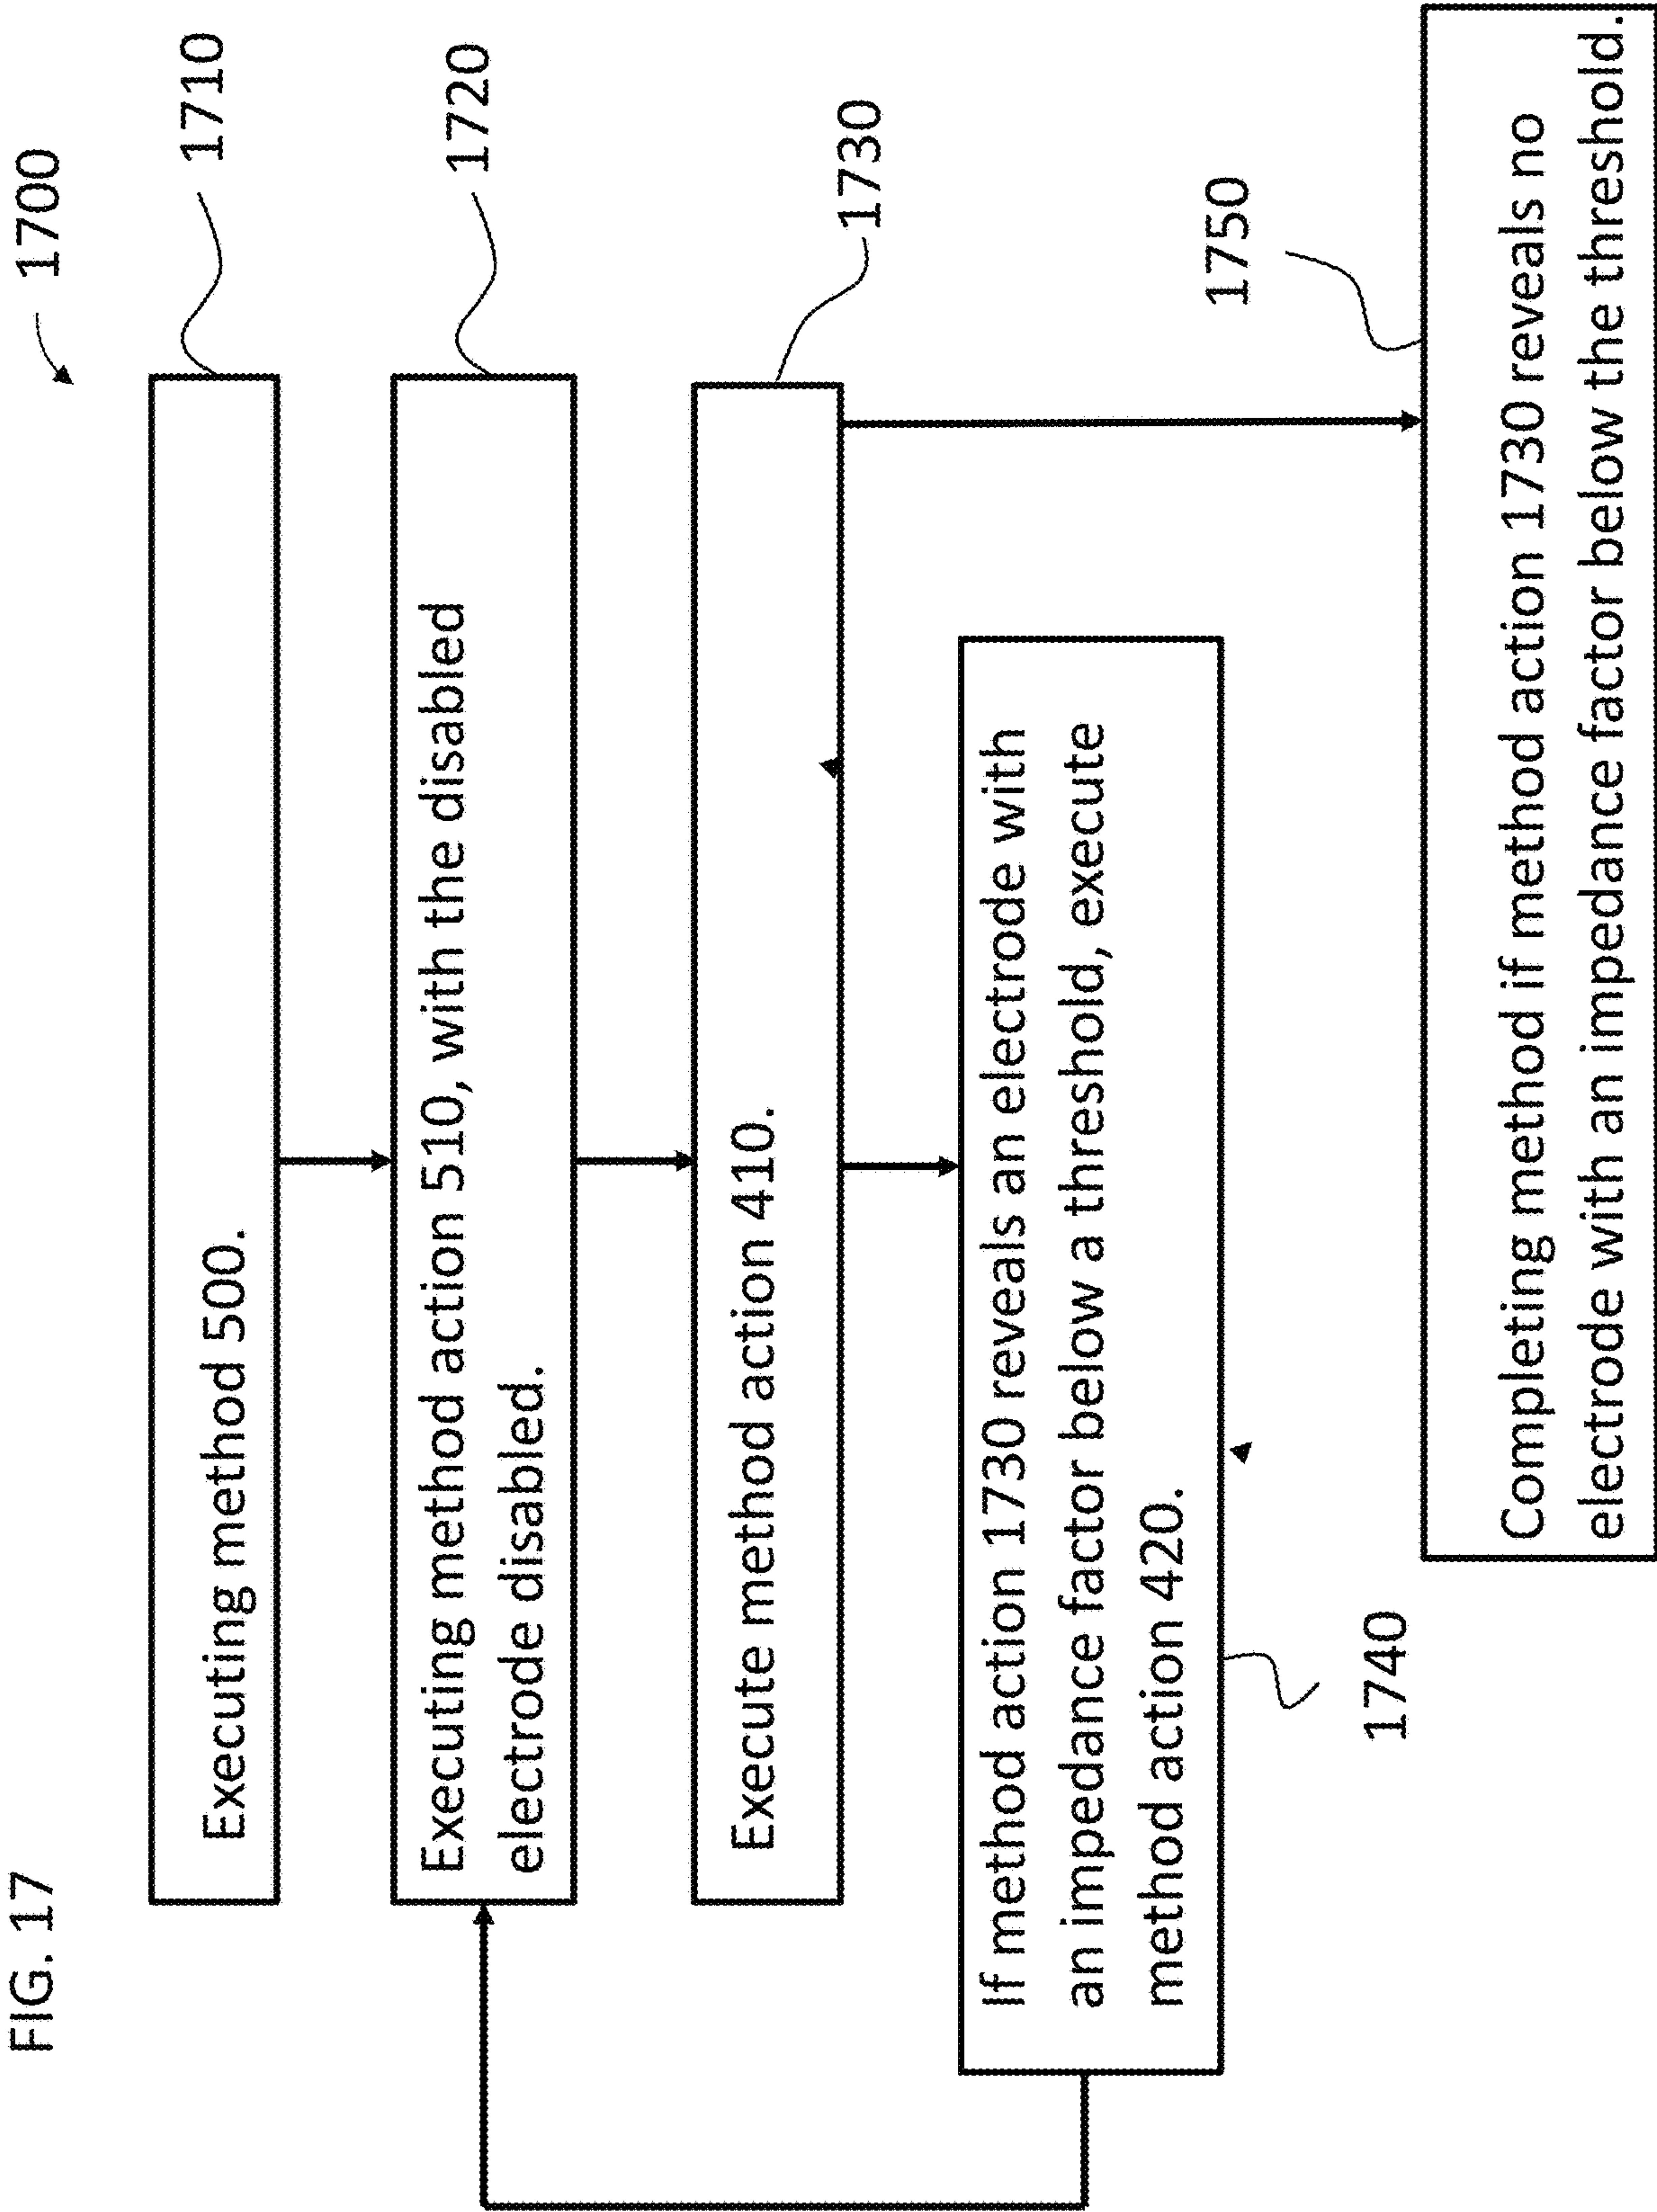 FIG. 17
1700
Executing method 500.
1710
Executing method action 510, with the disabled
electrode disabled.
1720
Execute method action 410.
1730
If method action 1730 reveals an electrode with
an impedance factor below a threshold, execute
method action 420.
1740
1750
Completing method if method action 1730 reveals no
electrode with an impedance factor below the threshold.